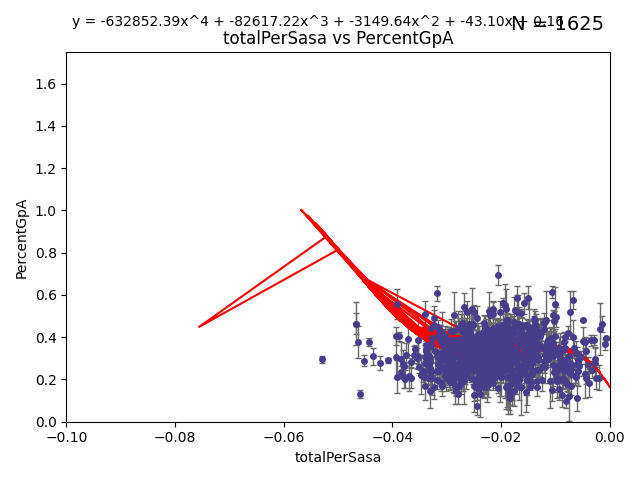 y = -632852.39x^4 + -82617.22x^3 + -3149.64x^2 + -43.10x + 0.16
N = 1625
totalPerSasa vs PercentGpA
PercentGpA
1.6
1.4
1.2
1.0
0.8
0.6
0.4
0.2
0.0
−0.10 −0.08 −0.06 −0.04 −0.02 0.00
totalPerSasa